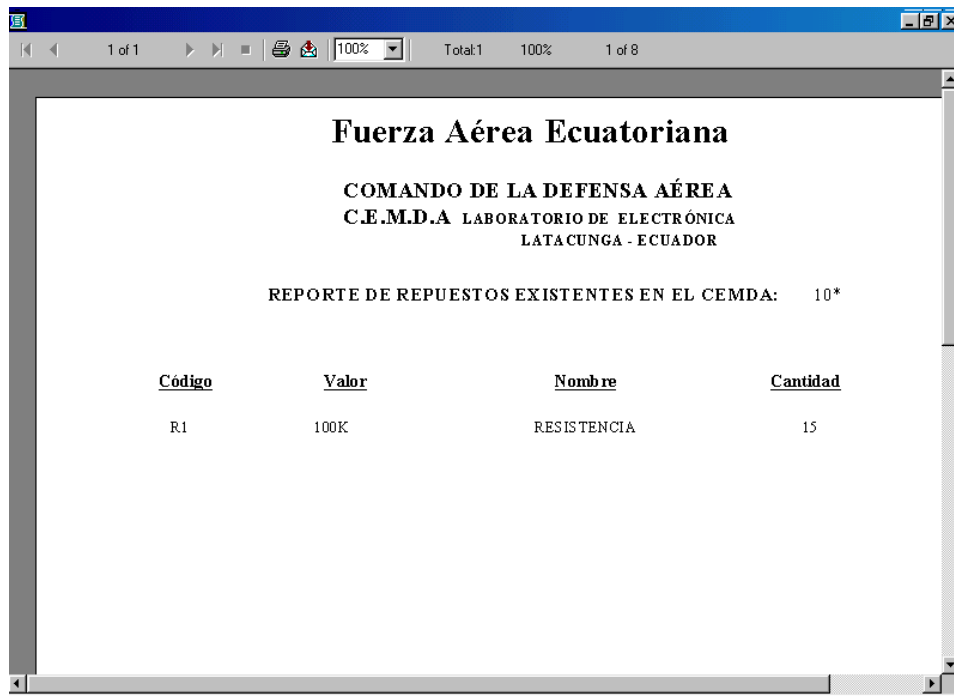 1 of 1 100% Total:1 100% 1 of 8
Fuerza Aérea Ecuatoriana
COMANDO DE LA DEFENSA AÉREA
C.E.M.D.A LABORATORIO DE ELECTRÓNICA
LATACUNGA - ECUADOR
REPORTE DE REPUESTOS EXISTENTES EN EL CEMDA: 10*
Código Valor Nombre Cantidad
R1 100K RESISTENCIA 15